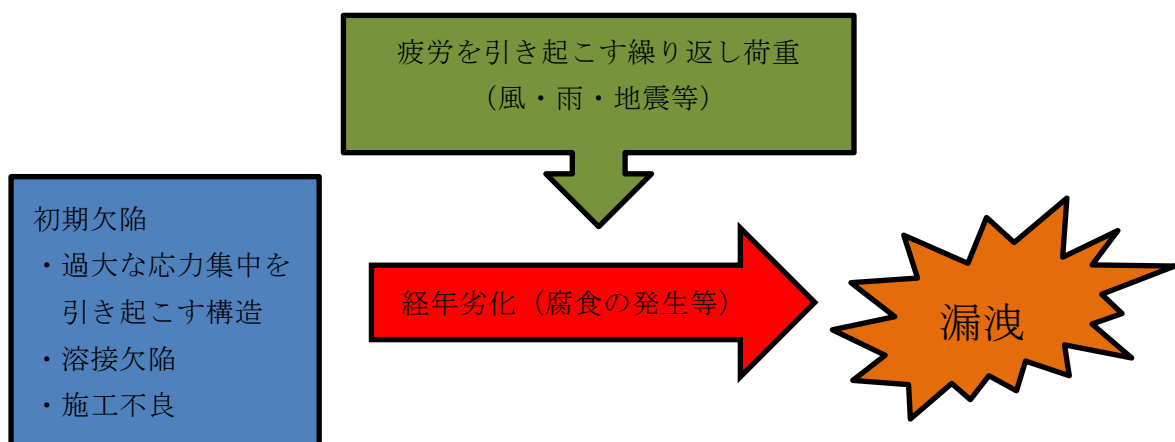 疲労を引き起こす繰り返し荷重
（風・雨・地震等）
初期欠陥
・過大な応力集中を
引き起こす構造
・溶接欠陥
・施工不良
経年劣化（腐食の発生等）
漏洩